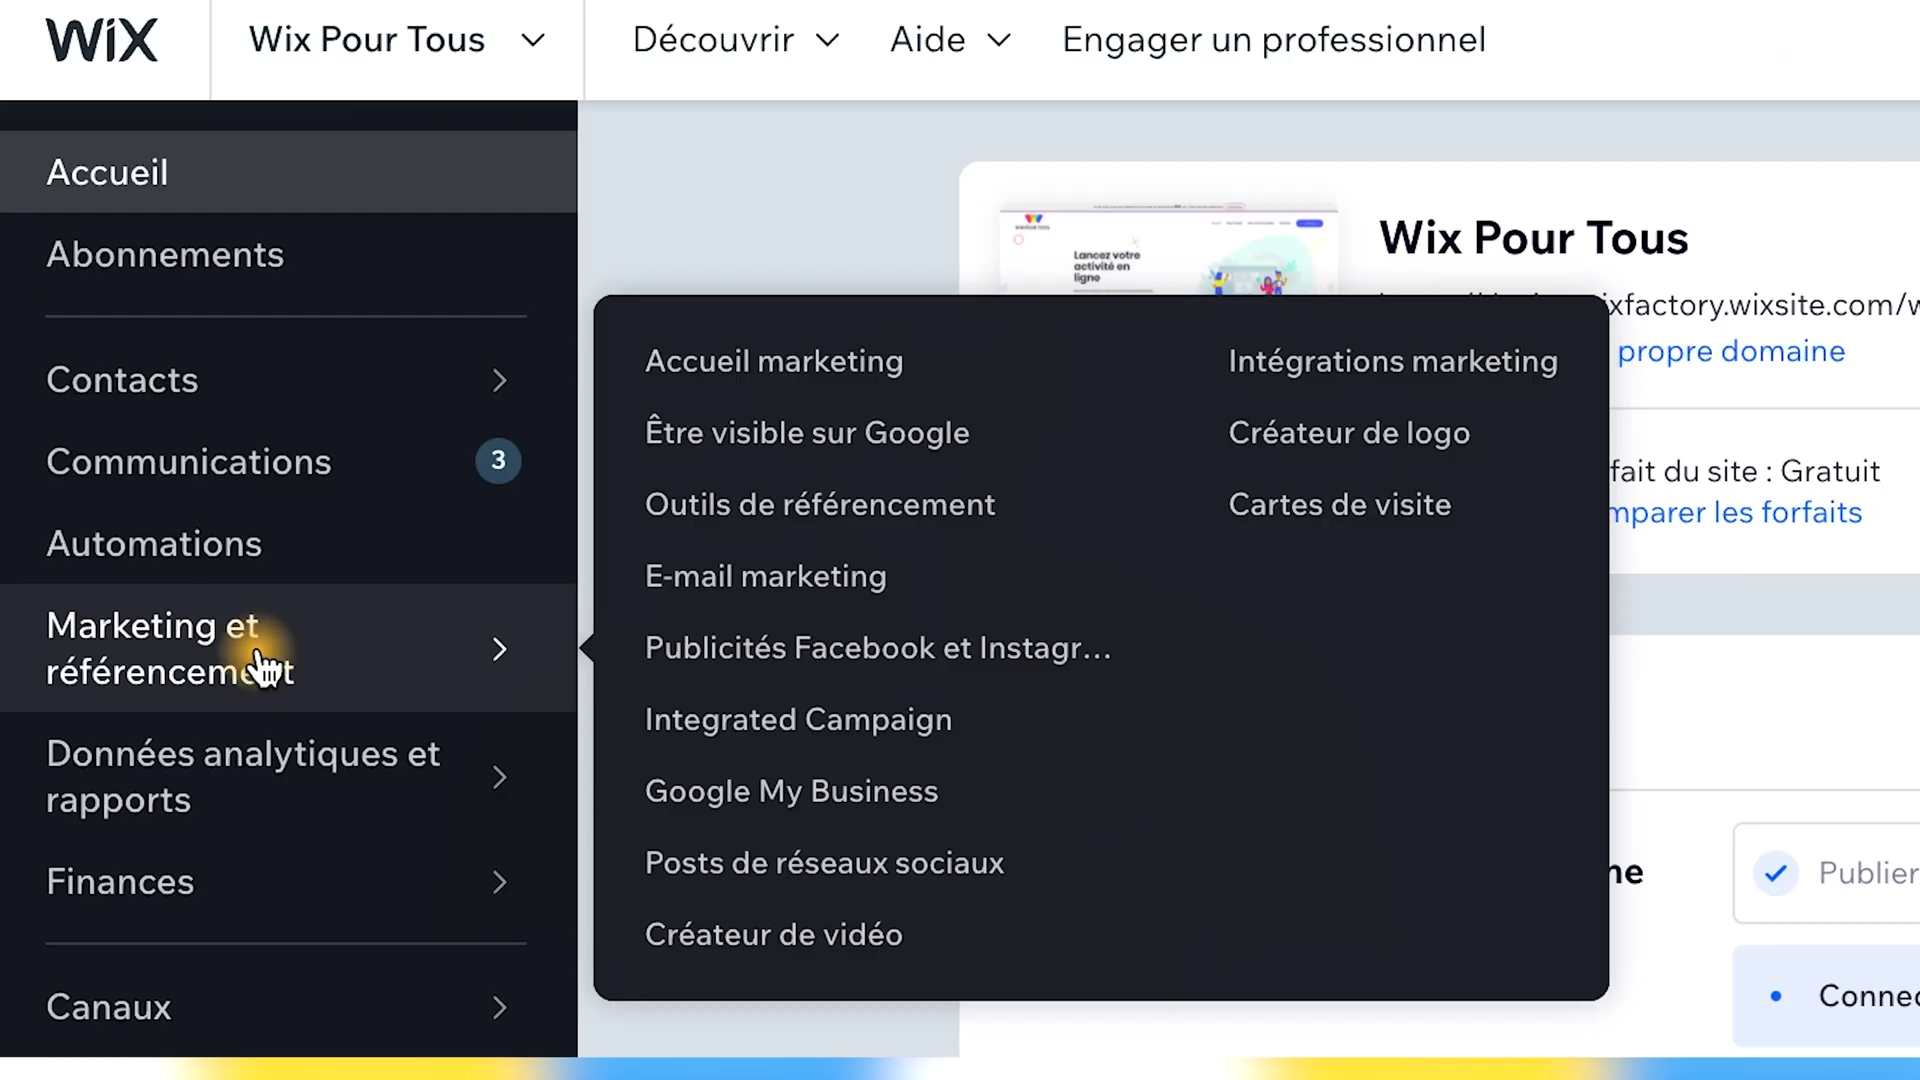 WiX
Wix Pour Tous
Découvrir
Aide
Engager un professionnel
Accueil
Abonnements
Contacts
Communications
3
Automations
Marketing et
référencement
Données analytiques et
rapports
Finances
Canaux
Accueil marketing
Être visible sur Google
Outils de référencement
E-mail marketing
Publicités Facebook et Instagr...
Integrated Campaign
Google My Business
Posts de réseaux sociaux
Créateur de vidéo
Intégrations marketing
Créateur de logo
Cartes de visite
Lancez votre
activité en
ligne
Wix Pour Tous
ixfactory.wixsite.com/w
propre domaine
fait du site : Gratuit
mparer les forfaits
ne
Publier
Connec